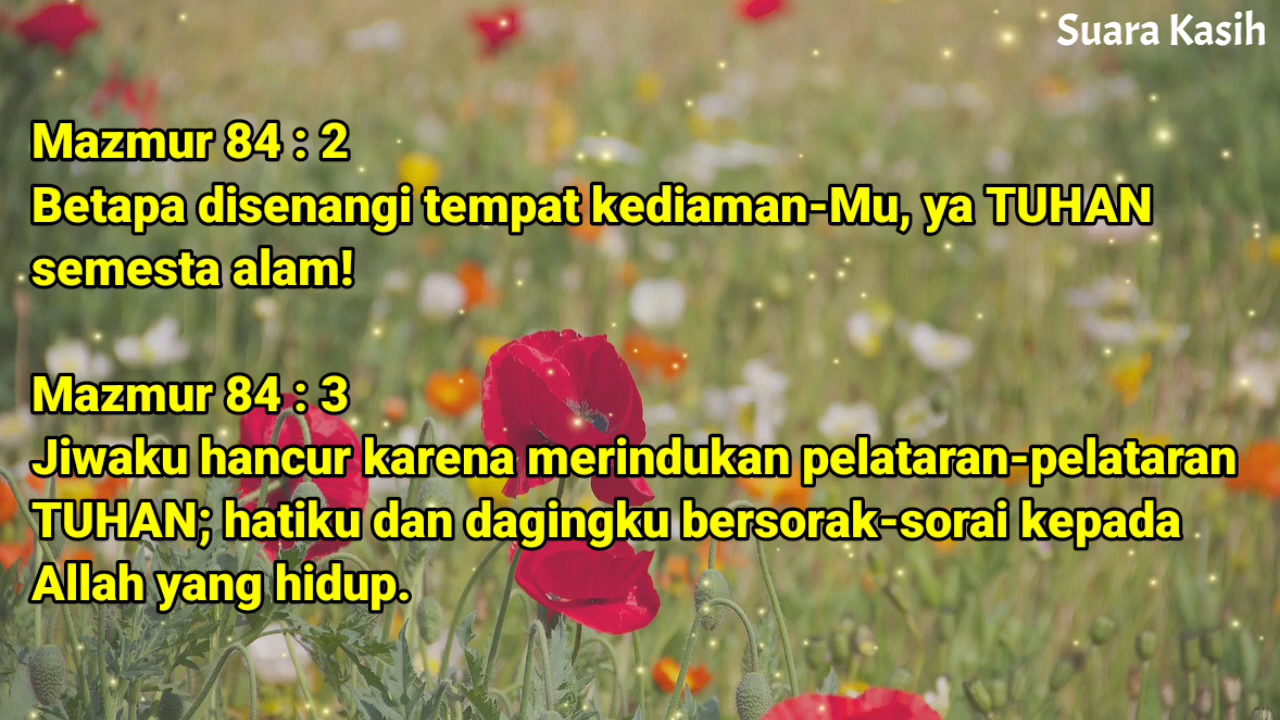 Suara Kasih
Mazmur 84 : 2
Betapa disenangi tempat kediaman-Mu, ya TUHAN
semesta alam!
Mazmur 84 : 3
Jiwaku hancur karena merindukan pelataran-pelataran
TUHAN; hatiku dan dagingku bersorak-sorai kepada
Allah yang hidup.